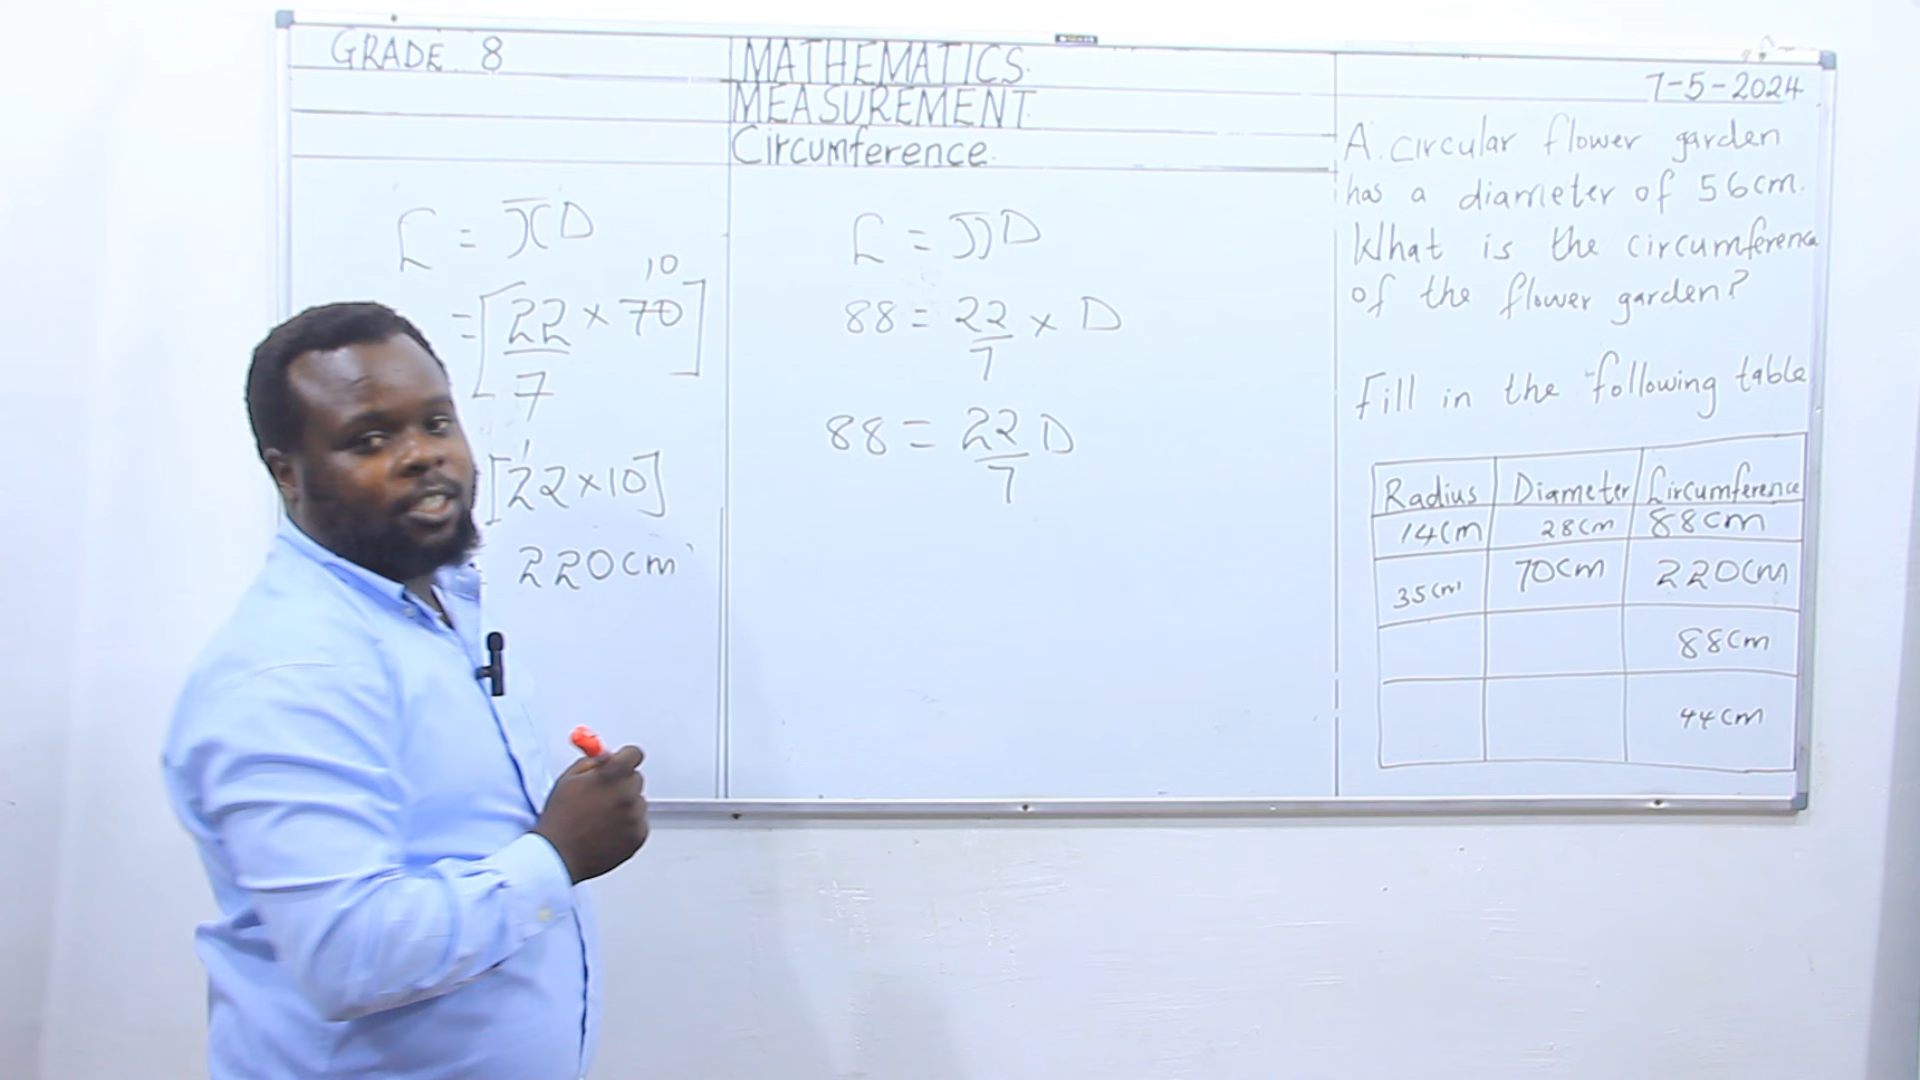 GRADE 8
MATHEMATICS
MEASUREMENT
Circumference.
7-5-2024
C = πD
= [22/7 × 70]
10
1
[22×10]
220cm
C = πD
88 = 22/7 × D
88 = 22/7 D
A circular flower garden
has a diameter of 56cm.
What is the circumference
of the flower garden?
Fill in the following table
Radius Diameter Circumference
14cm 28cm 88cm
35cm 70cm 220cm
88cm
44cm